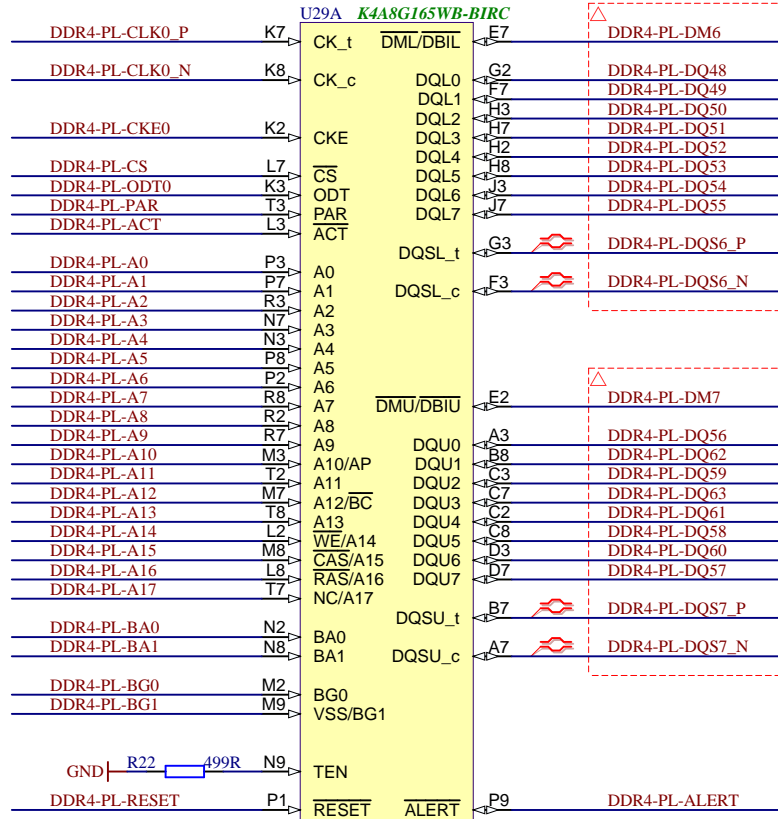 U29A K4A8G165WB-BIRC
DDR4-PL-CLK0_P K7 CK_t DML/DBIL E7 DDR4-PL-DM6
DDR4-PL-CLK0_N K8 CK_c DQL0 G2 DDR4-PL-DQ48
DQL1 F7 DDR4-PL-DQ49
DQL2 H3 DDR4-PL-DQ50
DDR4-PL-CKE0 K2 CKE DQL3 H7 DDR4-PL-DQ51
DQL4 H2 DDR4-PL-DQ52
DDR4-PL-CS L7 CS DQL5 H8 DDR4-PL-DQ53
DDR4-PL-ODT0 K3 ODT DQL6 J3 DDR4-PL-DQ54
DDR4-PL-PAR T3 PAR DQL7 J7 DDR4-PL-DQ55
DDR4-PL-ACT L3 ACT
DQSL_t G3 DDR4-PL-DQS6_P
DDR4-PL-A0 P3 A0
DDR4-PL-A1 P7 A1 DQSL_c F3 DDR4-PL-DQS6_N
DDR4-PL-A2 R3 A2
DDR4-PL-A3 N7 A3
DDR4-PL-A4 N3 A4
DDR4-PL-A5 P8 A5
DDR4-PL-A6 P2 A6
DDR4-PL-A7 R8 A7 DMU/DBIU E2 DDR4-PL-DM7
DDR4-PL-A8 R2 A8
DDR4-PL-A9 R7 A9 DQU0 A3 DDR4-PL-DQ56
DDR4-PL-A10 M3 A10/AP DQU1 B8 DDR4-PL-DQ62
DDR4-PL-A11 T2 A11 DQU2 C3 DDR4-PL-DQ59
DDR4-PL-A12 M7 A12/BC DQU3 C7 DDR4-PL-DQ63
DDR4-PL-A13 T8 A13 DQU4 C2 DDR4-PL-DQ61
DDR4-PL-A14 L2 WE/A14 DQU5 C8 DDR4-PL-DQ58
DDR4-PL-A15 M8 CAS/A15 DQU6 D3 DDR4-PL-DQ60
DDR4-PL-A16 L8 RAS/A16 DQU7 D7 DDR4-PL-DQ57
DDR4-PL-A17 T7 NC/A17
DQSU_t B7 DDR4-PL-DQS7_P
DDR4-PL-BA0 N2 BA0
DDR4-PL-BA1 N8 BA1 DQSU_c A7 DDR4-PL-DQS7_N
DDR4-PL-BG0 M2 BG0
DDR4-PL-BG1 M9 VSS/BG1
GND R22 499R N9 TEN
DDR4-PL-RESET P1 RESET ALERT P9 DDR4-PL-ALERT